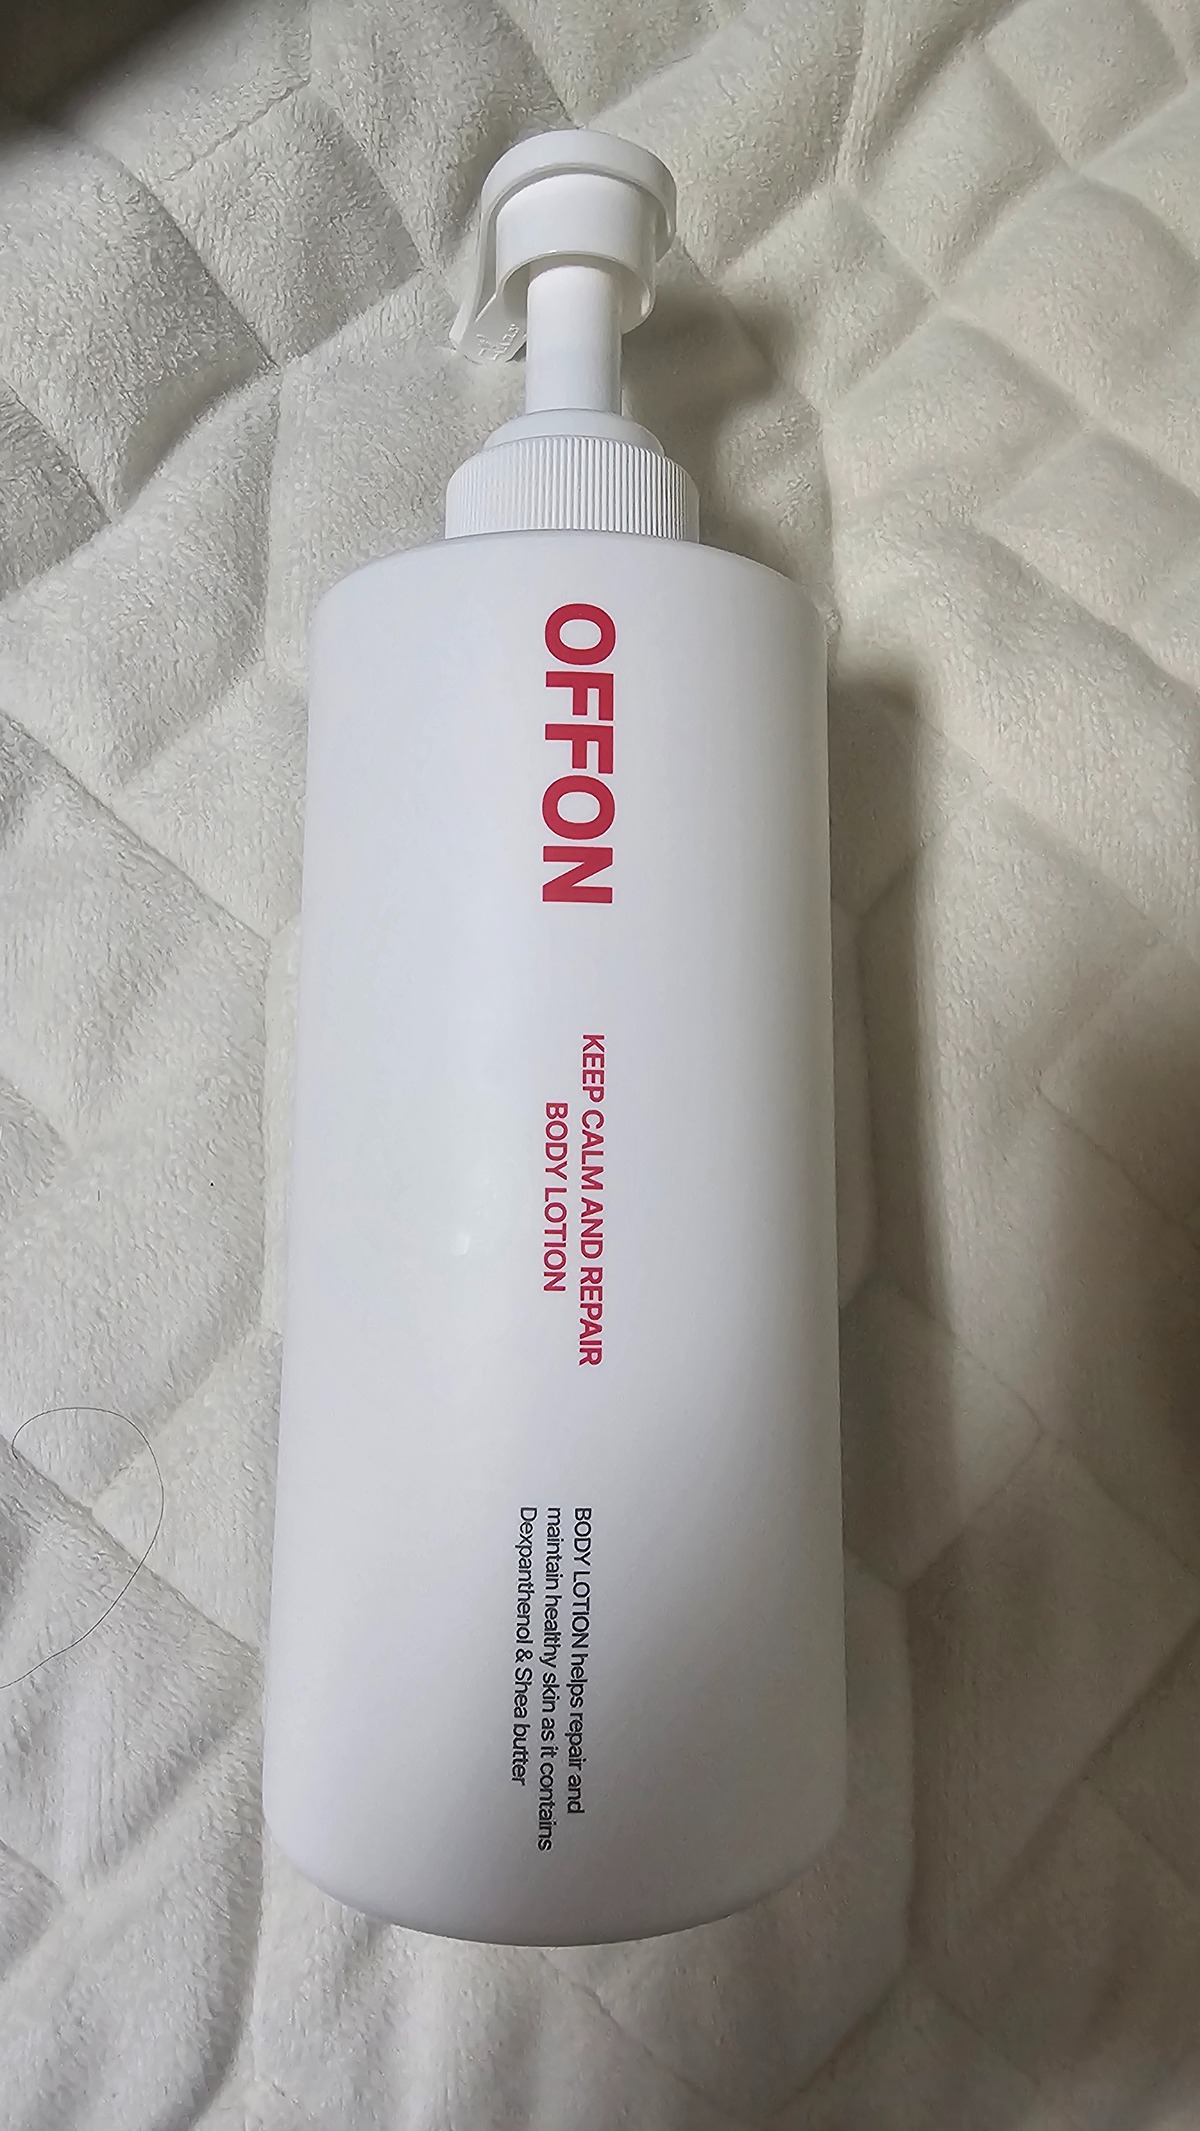 OFFON
KEEP CALM AND REPAIR
BODY LOTION
BODY LOTION helps repair and
maintain healthy skin as it contains
Dexpanthenol & Shea butter